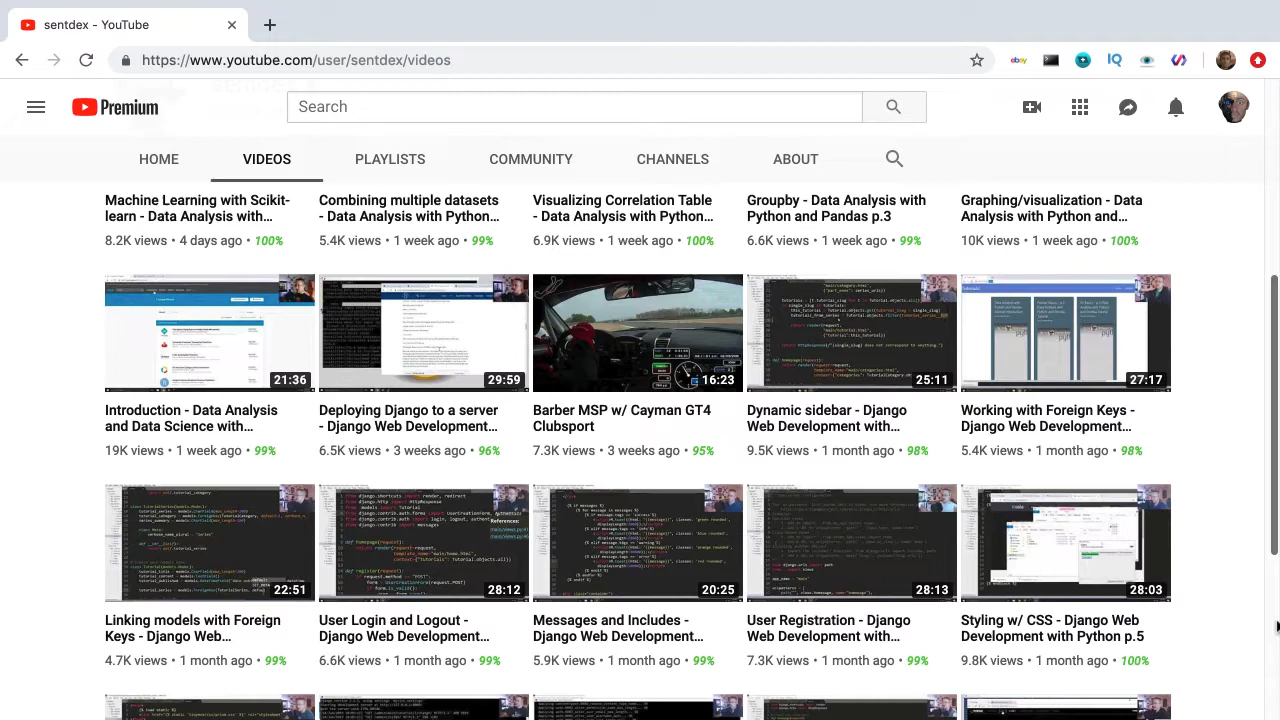 sentdex - YouTube
https://www.youtube.com/user/sentdex/videos
ebay
IQ
Premium
Search
HOME
VIDEOS
PLAYLISTS
COMMUNITY
CHANNELS
ABOUT
Machine Learning with Scikit-
learn - Data Analysis with...
8.2K views • 4 days ago • 100%
Combining multiple datasets
- Data Analysis with Python...
5.4K views • 1 week ago • 99%
Visualizing Correlation Table
- Data Analysis with Python...
6.9K views • 1 week ago • 100%
Groupby - Data Analysis with
Python and Pandas p.3
6.6K views • 1 week ago • 99%
Graphing/visualization - Data
Analysis with Python and...
10K views • 1 week ago • 100%
21:36
Introduction - Data Analysis
and Data Science with...
19K views • 1 week ago • 99%
29:59
Deploying Django to a server
- Django Web Development...
6.5K views • 3 weeks ago • 96%
16:23
Barber MSP w/ Cayman GT4
Clubsport
7.3K views • 3 weeks ago • 95%
25:11
Dynamic sidebar - Django
Web Development with...
9.5K views • 1 month ago • 98%
27:17
Working with Foreign Keys -
Django Web Development...
5.4K views • 1 month ago • 98%
22:51
Linking models with Foreign
Keys - Django Web...
4.7K views • 1 month ago • 99%
References:
28:12
User Login and Logout -
Django Web Development...
6.6K views • 1 month ago • 99%
20:25
Messages and Includes -
Django Web Development...
5.9K views • 1 month ago • 99%
28:13
User Registration - Django
Web Development with...
7.3K views • 1 month ago • 99%
28:03
Styling w/ CSS - Django Web
Development with Python p.5
9.8K views • 1 month ago • 100%